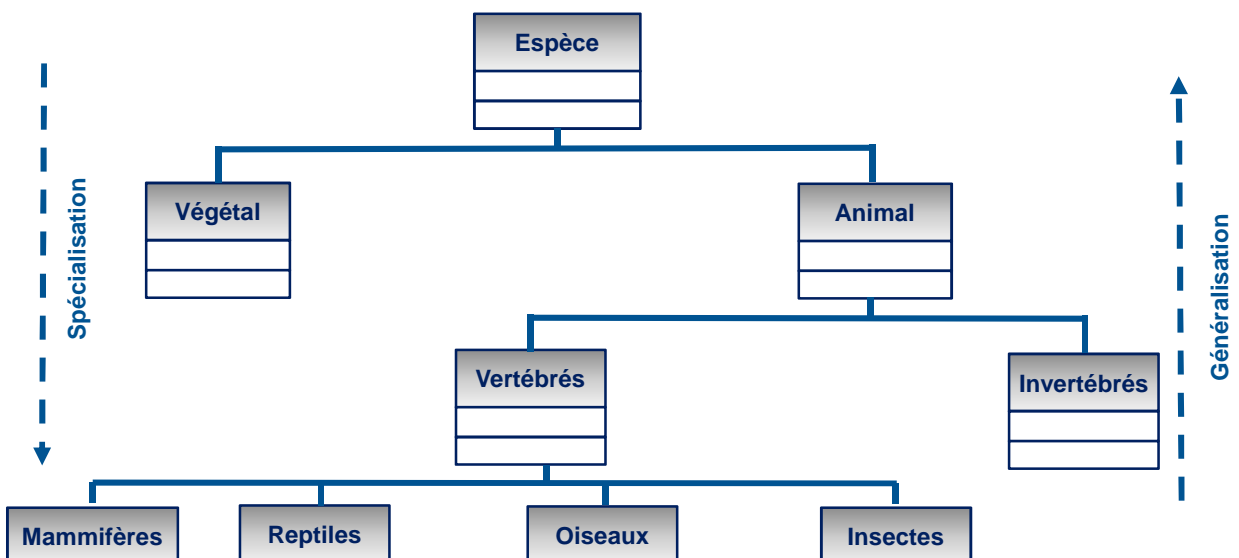 Espèce
Végétal
Animal
Spécialisation
Généralisation
Vertébrés
Invertébrés
Mammifères
Reptiles
Oiseaux
Insectes